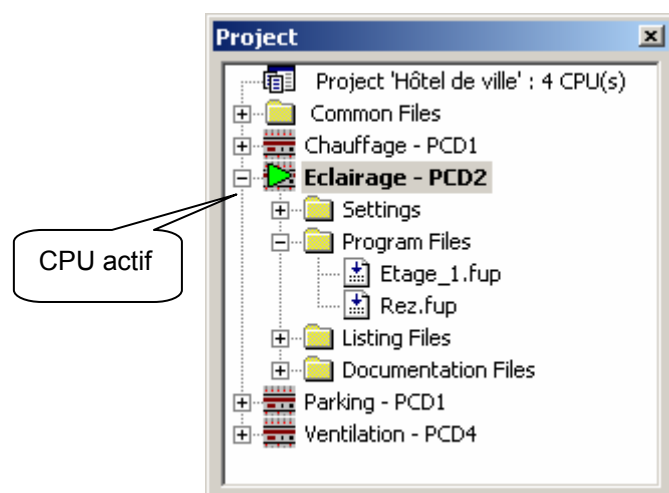 Project
Project 'Hôtel de ville' : 4 CPU(s)
Common Files
Chauffage - PCD1
Eclairage - PCD2
Settings
Program Files
CPU actif
Etage_1.fup
Rez.fup
Listing Files
Documentation Files
Parking - PCD1
Ventilation - PCD4